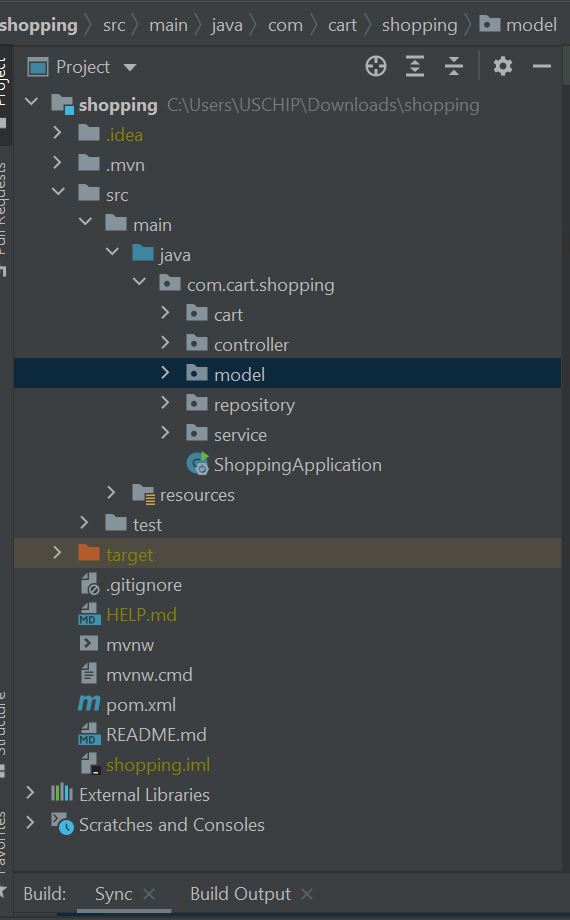 shopping > src > main > java > com > cart > shopping > model
Project
Project
shopping C:\Users\USCHIP\Downloads\shopping
.idea
.mvn
Pull Requests
src
main
java
com.cart.shopping
cart
controller
model
repository
service
C ShoppingApplication
resources
test
target
.gitignore
MD HELP.md
mvnw
mvnw.cmd
m pom.xml
Structure
MD README.md
shopping.iml
External Libraries
Scratches and Consoles
Favorites
Build: Sync Build Output